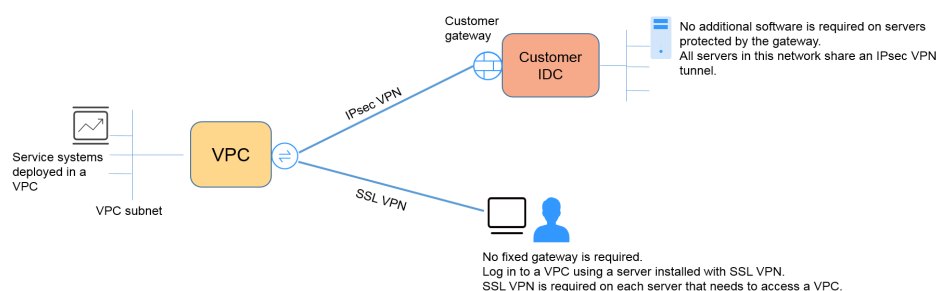 Customer
gateway
No additional software is required on servers
protected by the gateway.
All servers in this network share an IPsec VPN
tunnel.
Customer
IDC
IPsec VPN
VPC
Service systems
deployed in a
VPC
VPC subnet
SSL VPN
No fixed gateway is required.
Log in to a VPC using a server installed with SSL VPN.
SSL VPN is required on each server that needs to access a VPC.